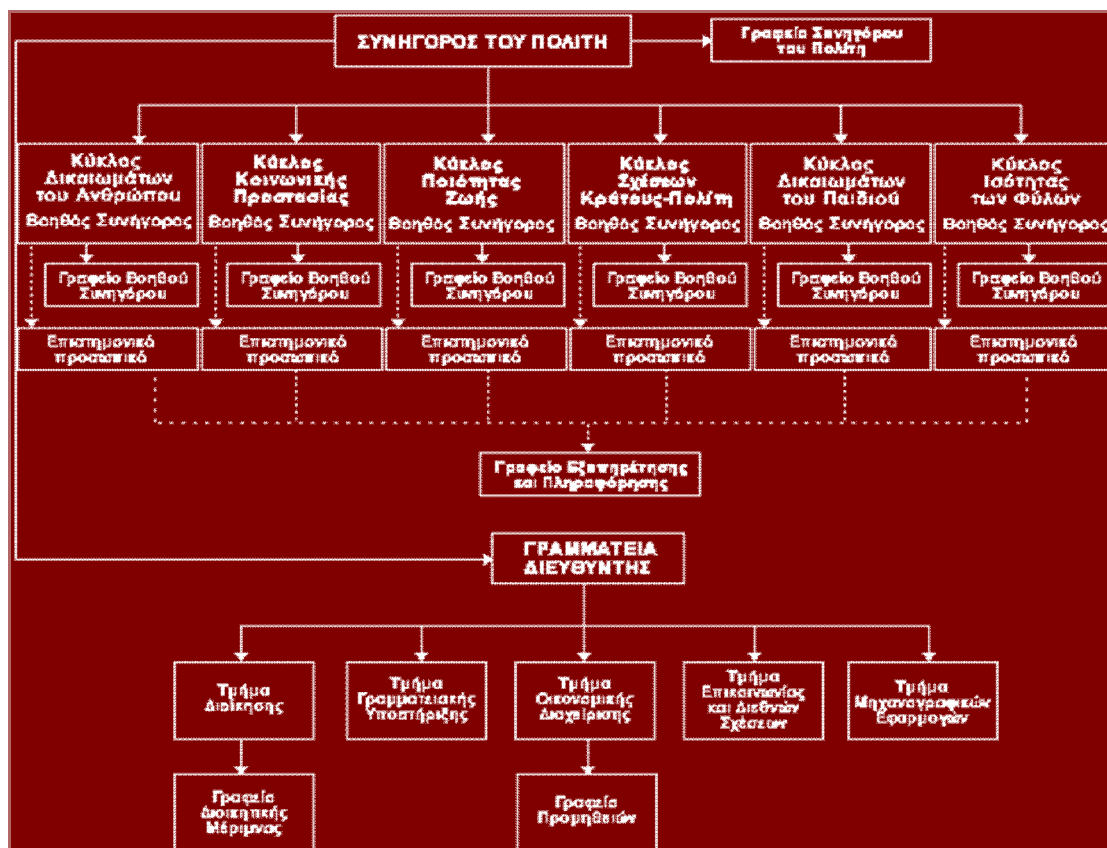 ΣΥΝΗΓΟΡΟΣ ΤΟΥ ΠΟΛΙΤΗ
Γραφείο Συνηγόρου
του Πολίτη
Κύκλος
Δικαιωμάτων
του Ανθρώπου
Βοηθός Συνήγορος
Κύκλος
Κοινωνικής
Προστασίας
Βοηθός Συνήγορος
Κύκλος
Ποιότητας
Ζωής
Βοηθός Συνήγορος
Κύκλος
Σχέσεων
Κράτους-Πολίτη
Βοηθός Συνήγορος
Κύκλος
Δικαιωμάτων
του Παιδιού
Βοηθός Συνήγορος
Κύκλος
Ισότητας
των Φύλων
Βοηθός Συνήγορος
Γραφείο Βοηθού
Συνηγόρου
Γραφείο Βοηθού
Συνηγόρου
Γραφείο Βοηθού
Συνηγόρου
Γραφείο Βοηθού
Συνηγόρου
Γραφείο Βοηθού
Συνηγόρου
Γραφείο Βοηθού
Συνηγόρου
Επιστημονικό
προσωπικό
Επιστημονικό
προσωπικό
Επιστημονικό
προσωπικό
Επιστημονικό
προσωπικό
Επιστημονικό
προσωπικό
Επιστημονικό
προσωπικό
Γραφείο Εξυπηρέτησης
και Πληροφόρησης
ΓΡΑΜΜΑΤΕΙΑ
ΔΙΕΥΘΥΝΤΗΣ
Τμήμα
Διοίκησης
Τμήμα
Γραμματειακής
Υποστήριξης
Τμήμα
Οικονομικής
Διαχείρισης
Τμήμα
Επικοινωνίας
και Διεθνών
Σχέσεων
Τμήμα
Μηχανογραφικών
Εφαρμογών
Γραφείο
Διοικητικής
Μέριμνας
Γραφείο
Προμηθειών